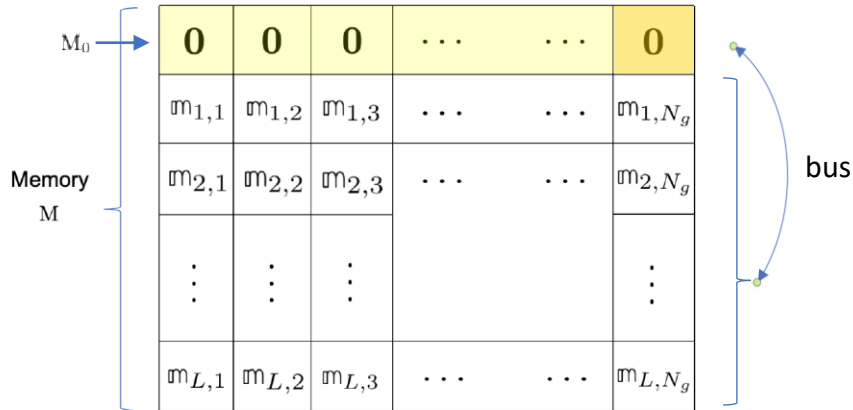 M₀ 0 0 0 ⋯ ⋯ 0
𝕞₁,₁ 𝕞₁,₂ 𝕞₁,₃ ⋯ ⋯ 𝕞₁,N_g
bus
Memory 𝕞₂,₁ 𝕞₂,₂ 𝕞₂,₃ ⋯ ⋯ 𝕞₂,N_g
M
⋮ ⋮ ⋮ ⋮
𝕞_L,₁ 𝕞_L,₂ 𝕞_L,₃ ⋯ ⋯ 𝕞_L,N_g